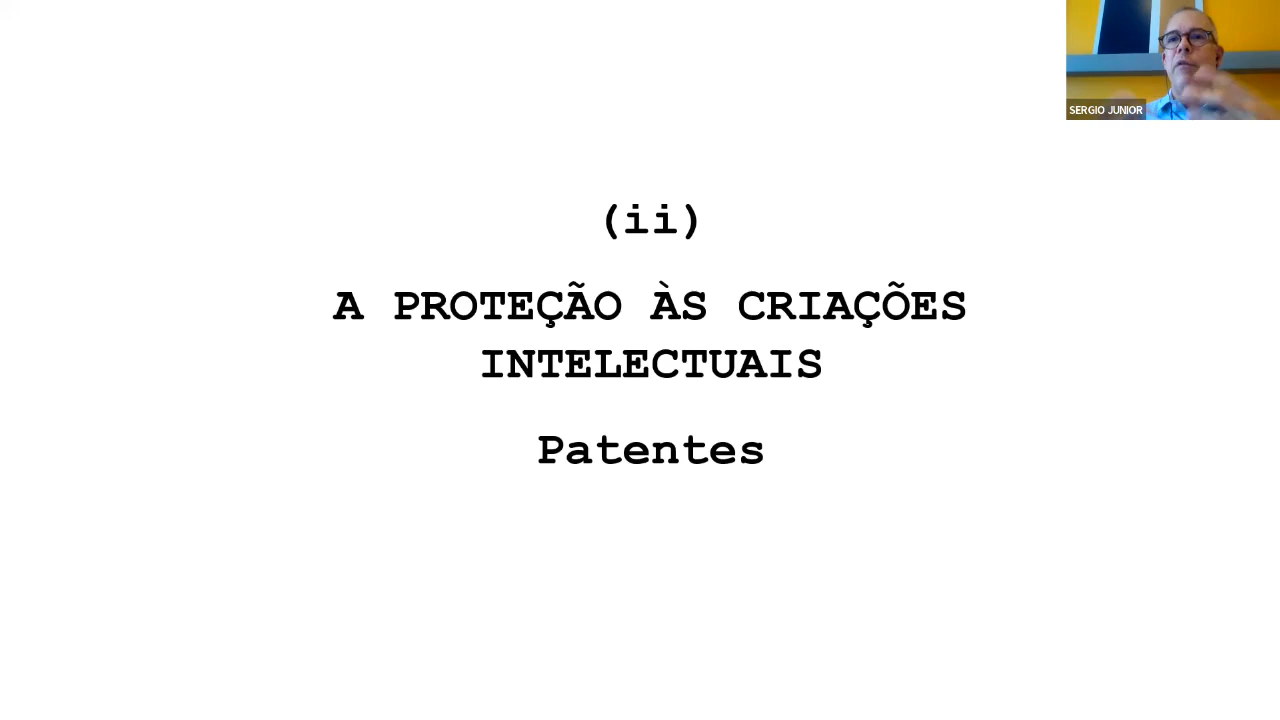 SERGIO JUNIOR
(ii)
A PROTEÇÃO ÀS CRIAÇÕES
INTELECTUAIS
Patentes